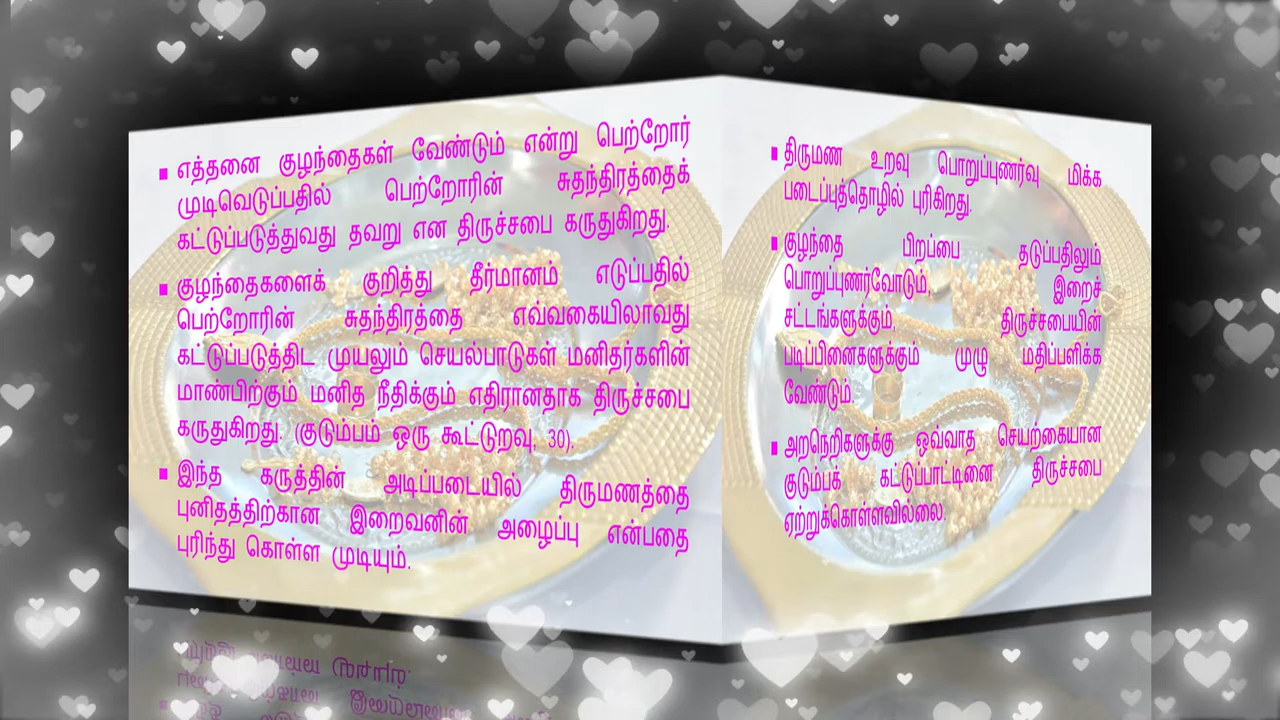 ▪ எத்தனை குழந்தைகள் வேண்டும் என்று பெற்றோர்
முடிவெடுப்பதில் பெற்றோரின் சுதந்திரத்தைக்
கட்டுப்படுத்துவது தவறு என திருச்சபை கருதுகிறது.
▪ குழந்தைகளைக் குறித்து தீர்மானம் எடுப்பதில்
பெற்றோரின் சுதந்திரத்தை எவ்வகையிலாவது
கட்டுப்படுத்திட முயலும் செயல்பாடுகள் மனிதர்களின்
மாண்பிற்கும் மனித நீதிக்கும் எதிரானதாக திருச்சபை
கருதுகிறது. (குடும்பம் ஒரு கூட்டுறவு, 30).
▪ இந்த கருத்தின் அடிப்படையில் திருமணத்தை
புனிதத்திற்கான இறைவனின் அழைப்பு என்பதை
புரிந்து கொள்ள முடியும்.
▪ திருமண உறவு பொறுப்புணர்வு மிக்க
படைப்புத்தொழில் புரிகிறது.
▪ குழந்தை பிறப்பை தடுப்பதிலும்
பொறுப்புணர்வோடும், இறைச்
சட்டங்களுக்கும், திருச்சபையின்
படிப்பினைகளுக்கும் முழு மதிப்பளிக்க
வேண்டும்.
▪ அறநெறிகளுக்கு ஒவ்வாத செயற்கையான
குடும்பக் கட்டுப்பாட்டினை திருச்சபை
ஏற்றுக்கொள்ளவில்லை.